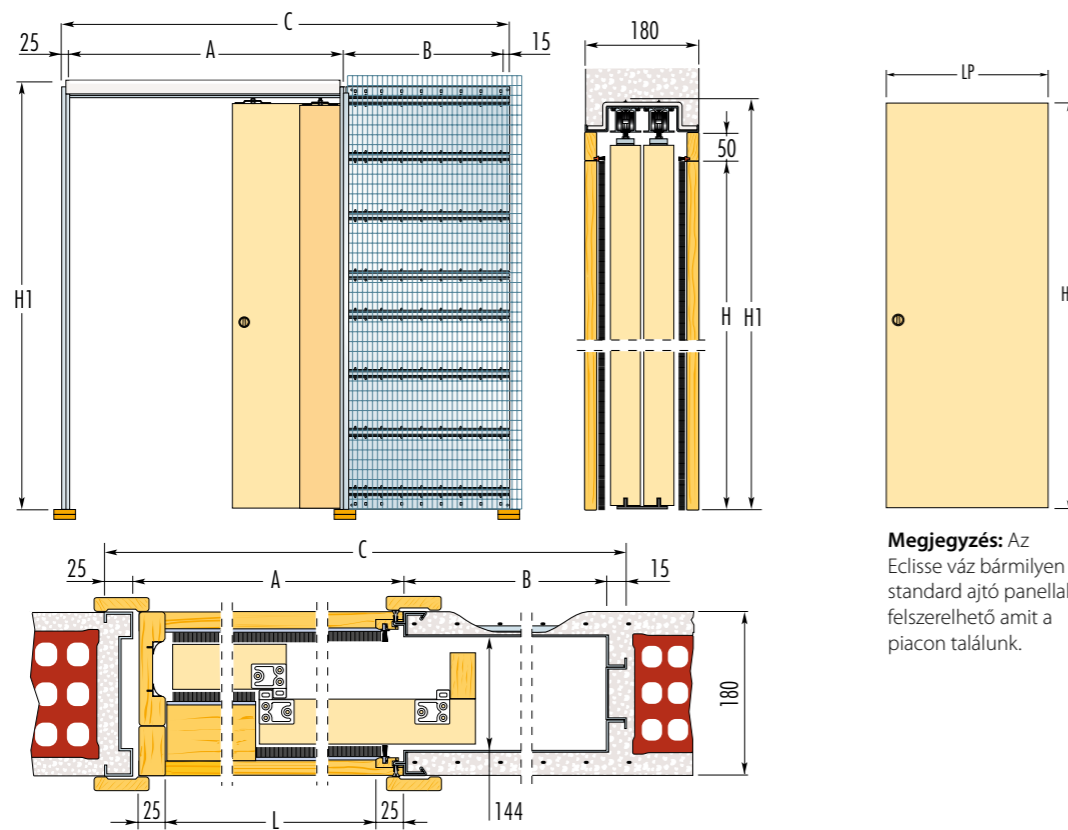 C
25
A
B
15
H1
180
50
H
H1
LP
H
Megjegyzés: Az
Eclisse váz bármilyen
standard ajtó panellal
felszerelhető amit a
piacon találunk.
C
25
A
B
15
180
25
L
25
144